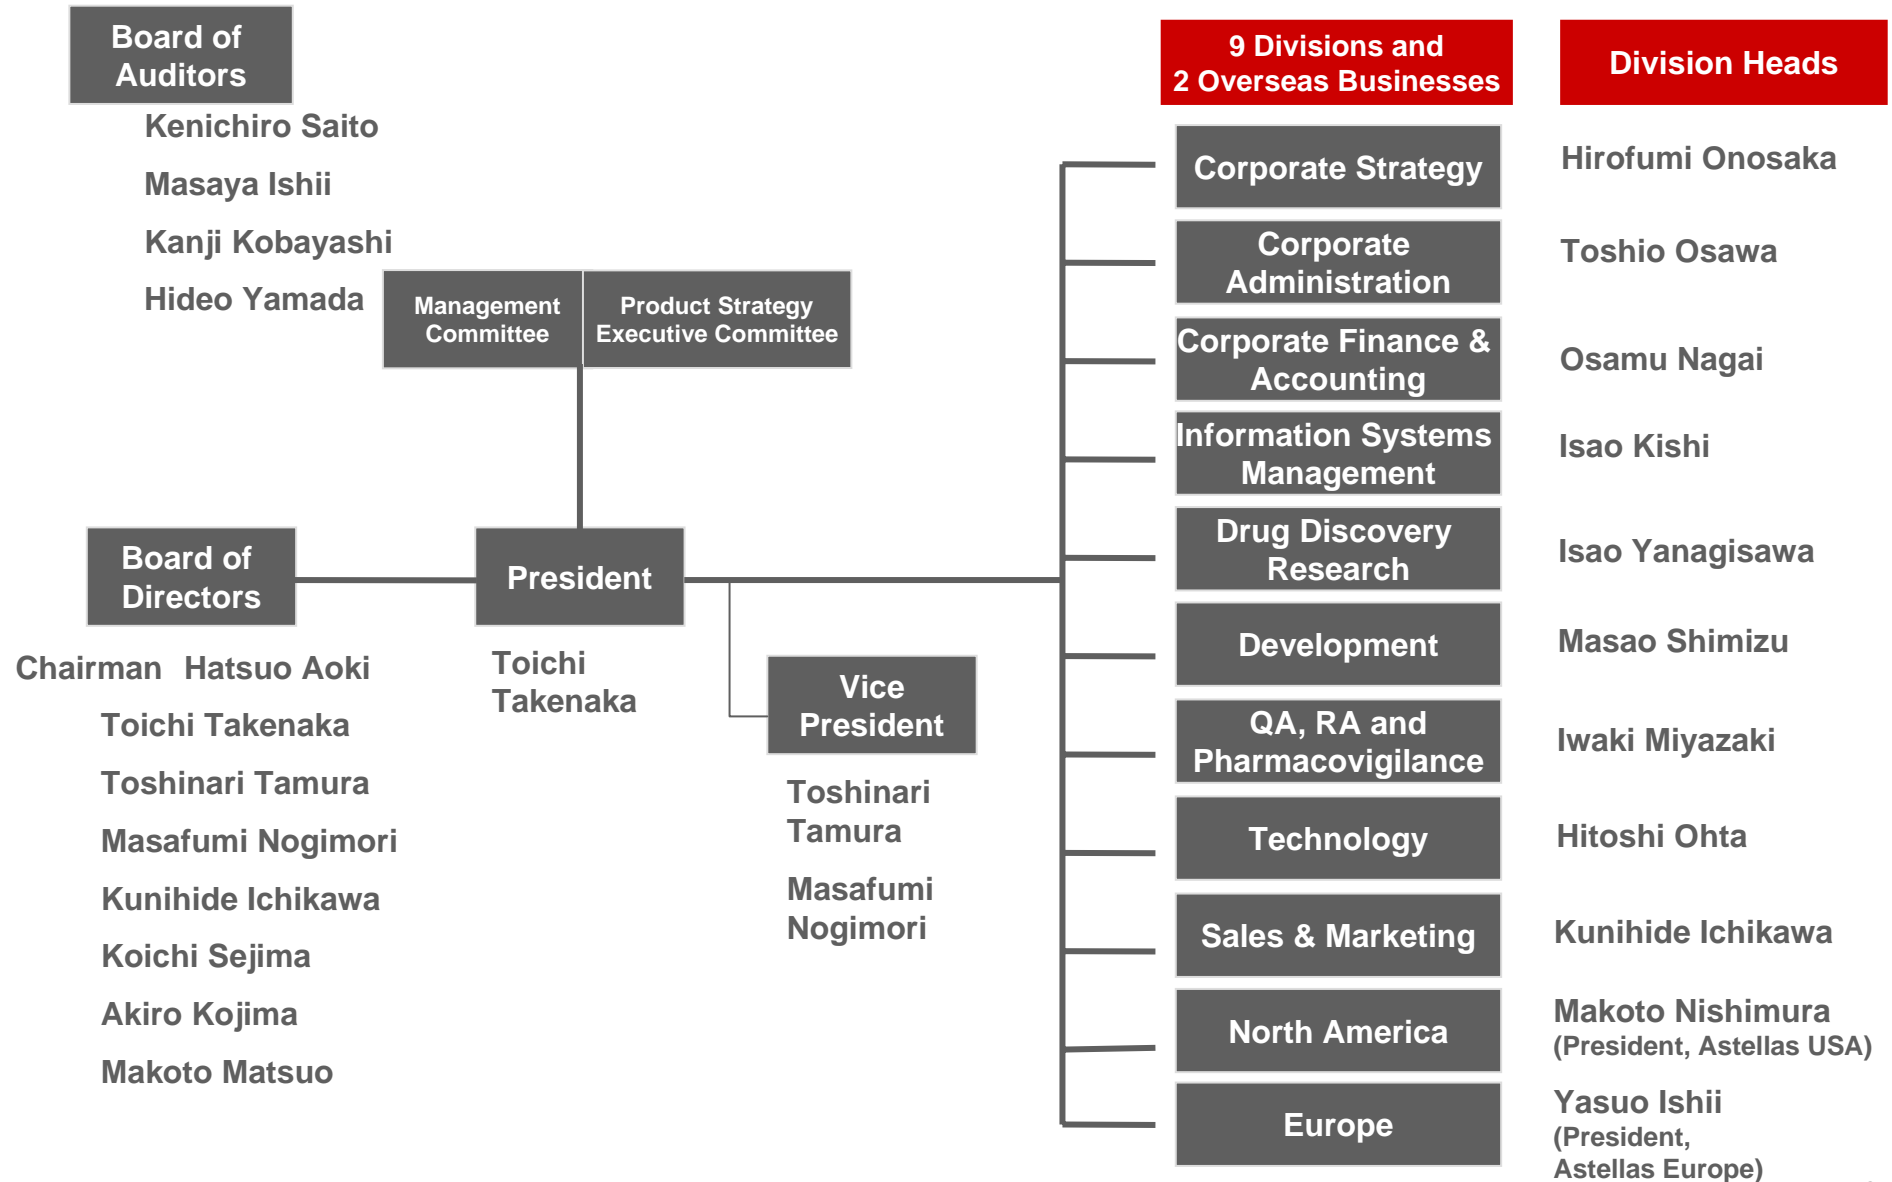 Board of
Auditors
Kenichiro Saito
Masaya Ishii
Kanji Kobayashi
Hideo Yamada
Management
Committee
Product Strategy
Executive Committee
Board of
Directors
Chairman Hatsuo Aoki
Toichi Takenaka
Toshinari Tamura
Masafumi Nogimori
Kunihide Ichikawa
Koichi Sejima
Akiro Kojima
Makoto Matsuo
President
Toichi
Takenaka
Vice
President
Toshinari
Tamura
Masafumi
Nogimori
9 Divisions and
2 Overseas Businesses
Division Heads
Corporate Strategy
Hirofumi Onosaka
Corporate
Administration
Toshio Osawa
Corporate Finance &
Accounting
Osamu Nagai
Information Systems
Management
Isao Kishi
Drug Discovery
Research
Isao Yanagisawa
Development
Masao Shimizu
QA, RA and
Pharmacovigilance
Iwaki Miyazaki
Technology
Hitoshi Ohta
Sales & Marketing
Kunihide Ichikawa
North America
Makoto Nishimura
(President, Astellas USA)
Europe
Yasuo Ishii
(President,
Astellas Europe)